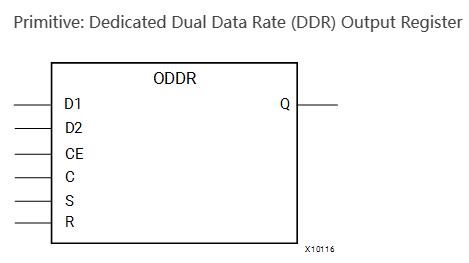 Primitive: Dedicated Dual Data Rate (DDR) Output Register
ODDR
D1
Q
D2
CE
C
S
R
X10116